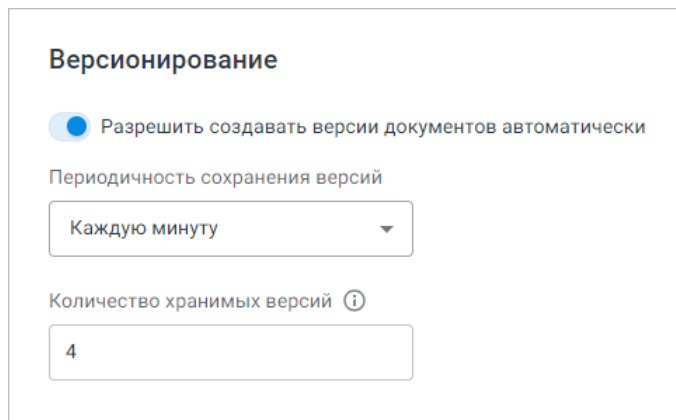 Версионирование
Разрешить создавать версии документов автоматически
Периодичность сохранения версий
Каждую минуту
Количество хранимых версий
4